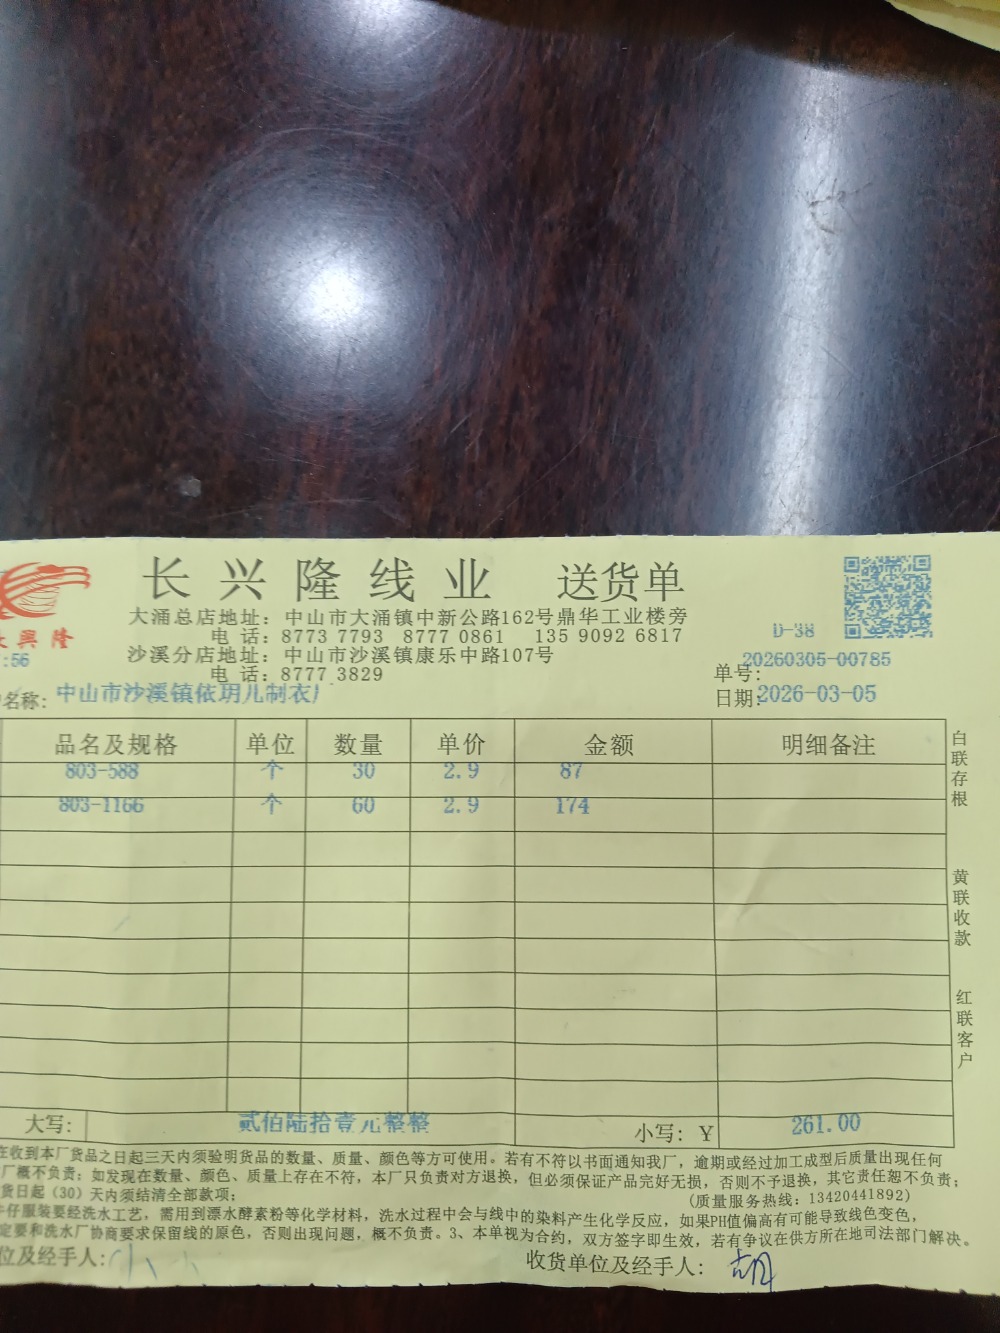 长兴隆线业 送货单
大涌总店地址：中山市大涌镇中新公路162号鼎华工业楼旁
电 话：8773 7793 8777 0861 135 9092 6817
D-38
興隆
沙溪分店地址：中山市沙溪镇康乐中路107号
:56
单号：20260305-00785
电 话：8777 3829
名称：中山市沙溪镇依玥儿制衣厂
日期：2026-03-05
品名及规格 单位 数量 单价 金额 明细备注
803-588 个 30 2.9 87
803-1166 个 60 2.9 174
白联存根
黄联收款
红联客户
大写：贰佰陆拾壹元整整 小写：￥ 261.00
在收到本厂货品之日起三天内须验明货品的数量、质量、颜色等方可使用。若有不符以书面通知我厂，逾期或经过加工成型后质量出现任何
厂概不负责；如发现在数量、颜色、质量上存在不符，本厂只负责对方退换，但必须保证产品完好无损，否则不予退换，其它责任恕不负责；
货日起（30）天内须结清全部款项； （质量服务热线：13420441892）
仔服装要经洗水工艺，需用到漂水酵素粉等化学材料，洗水过程中会与线中的染料产生化学反应，如果PH值偏高有可能导致线色变色，
定要和洗水厂协商要求保留线的原色，否则出现问题，概不负责。3、本单视为合约，双方签字即生效，若有争议在供方所在地司法部门解决。
位及经手人： 收货单位及经手人：胡